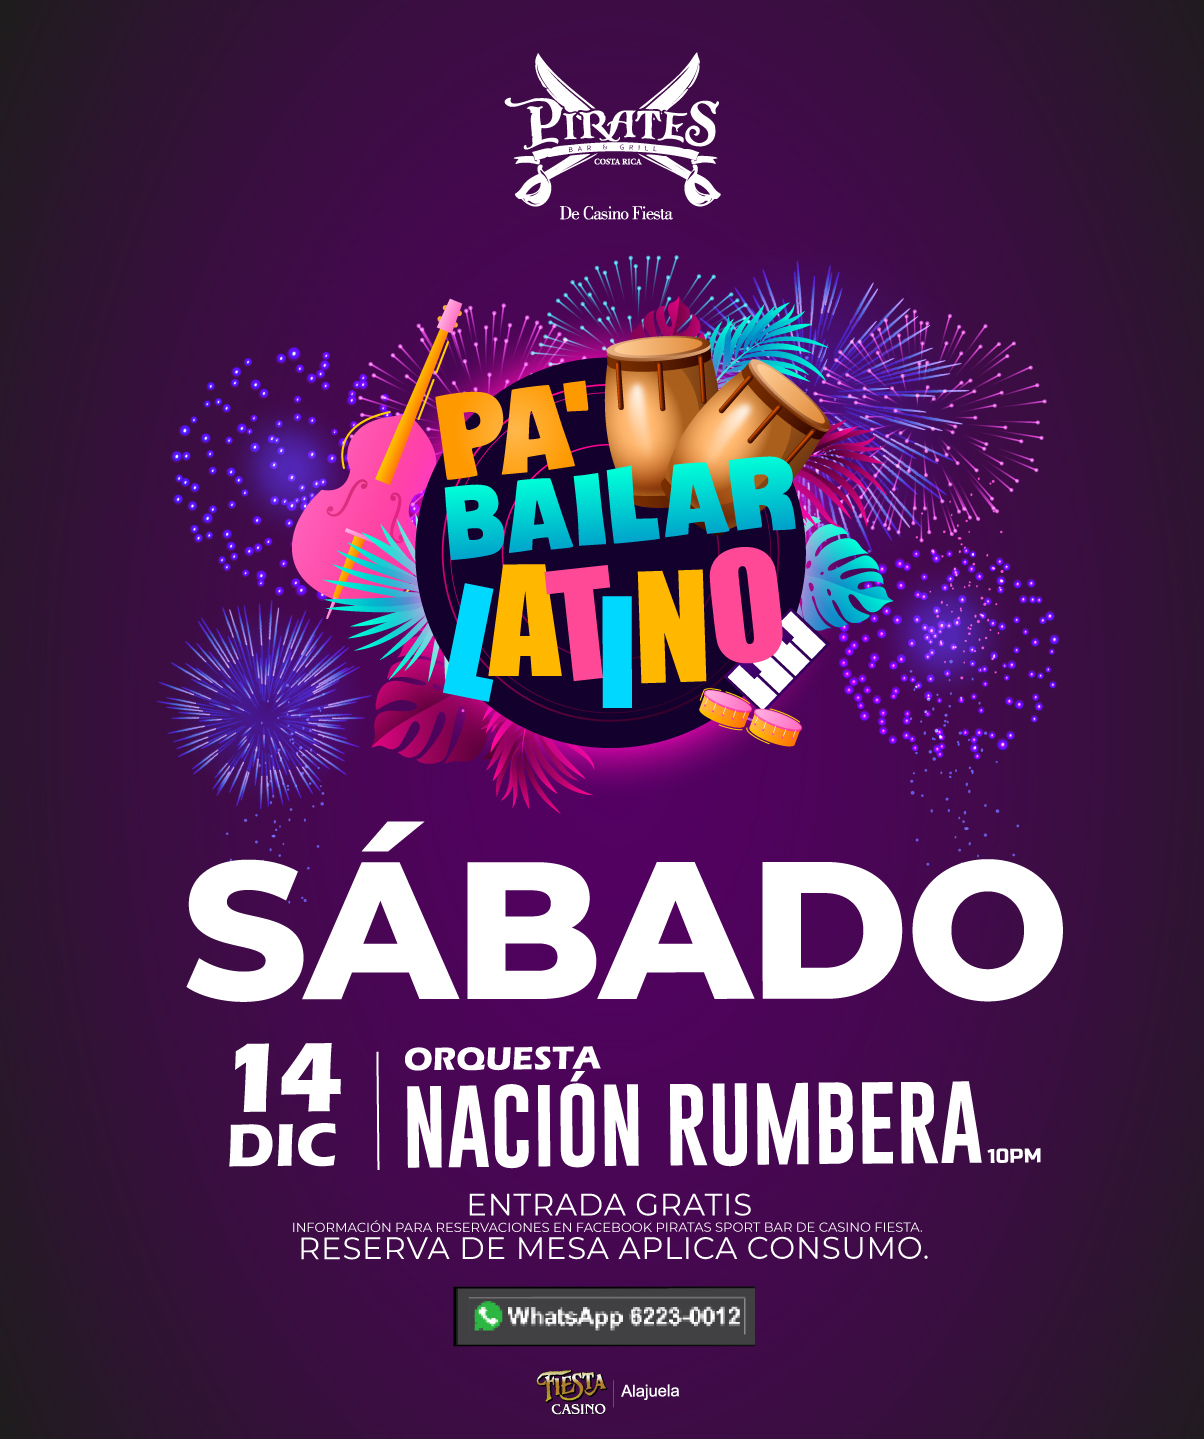 PIRATES
BAR & GRILL
COSTA RICA
De Casino Fiesta
PA'
BAILAR
LATINO
SÁBADO
14
DIC
ORQUESTA
NACIÓN RUMBERA 10PM
ENTRADA GRATIS
INFORMACIÓN PARA RESERVACIONES EN FACEBOOK PIRATAS SPORT BAR DE CASINO FIESTA.
RESERVA DE MESA APLICA CONSUMO.
WhatsApp 6223-0012
FIESTA
CASINO
Alajuela